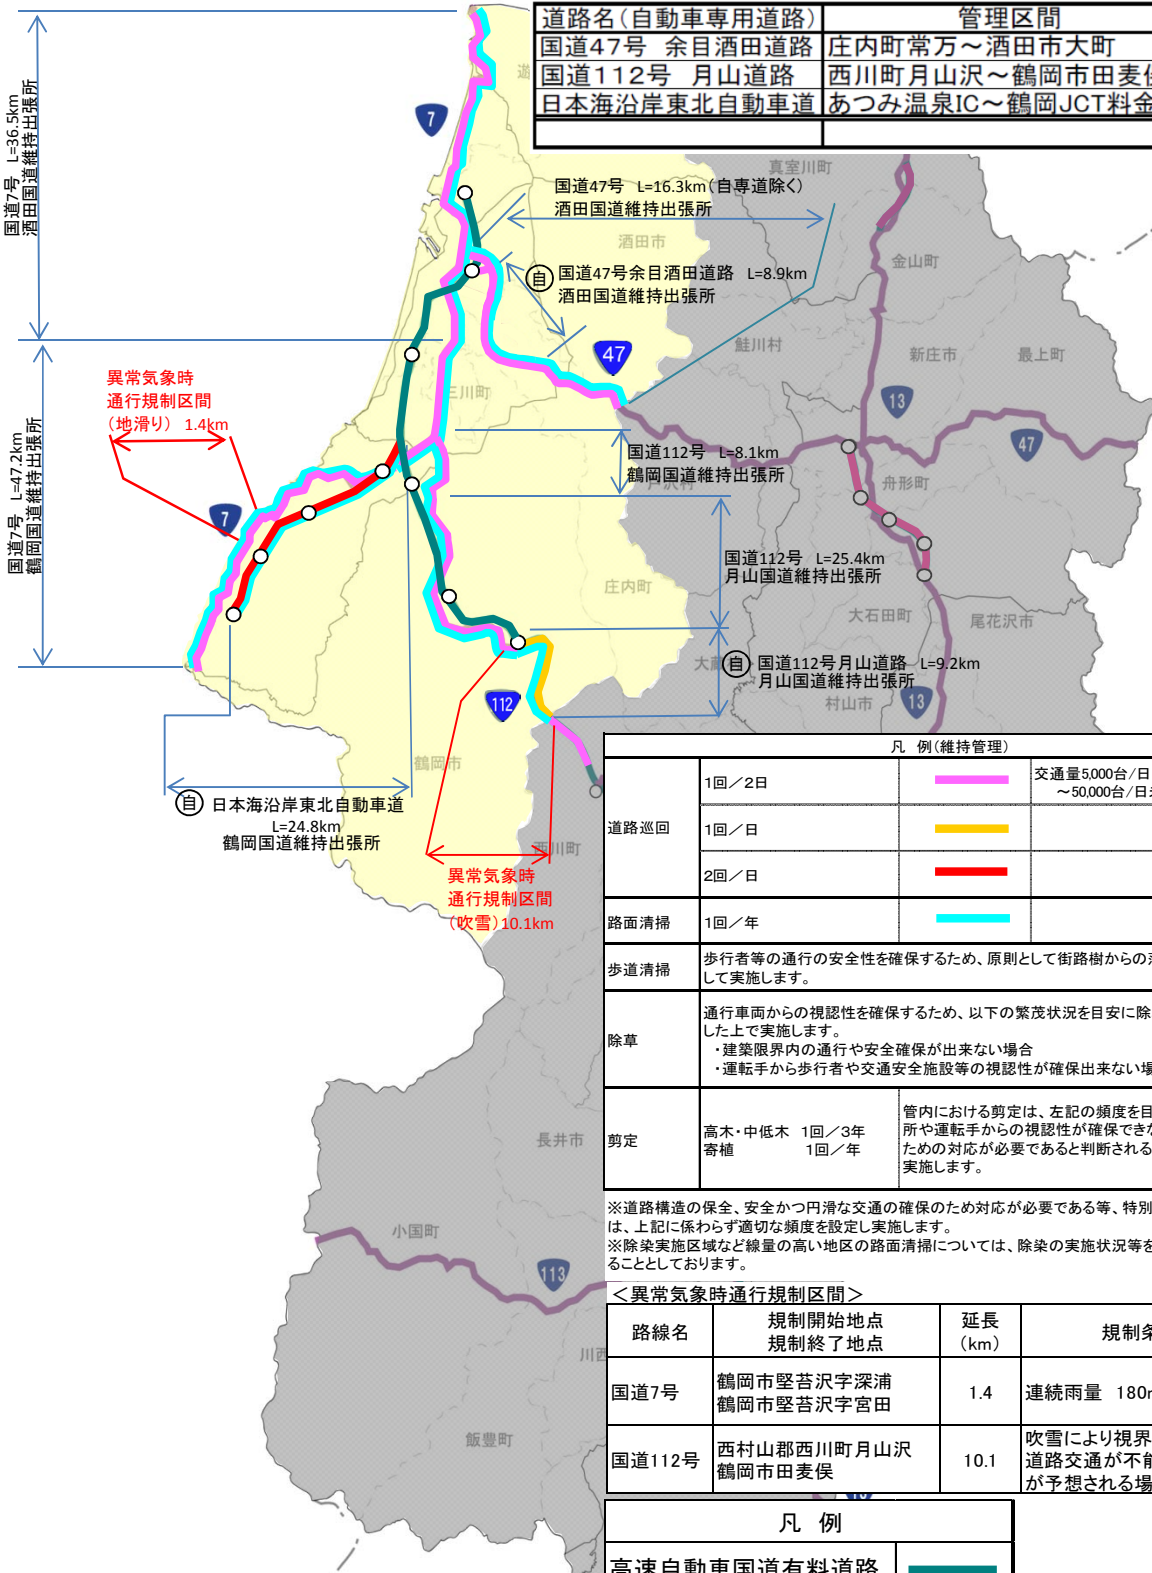 道路名(自動車専用道路) 管理区間
国道47号 余目酒田道路 庄内町常万～酒田市大町
国道112号 月山道路 西川町月山沢～鶴岡市田麦
日本海沿岸東北自動車道 あつみ温泉IC～鶴岡JCT料金
国道7号 L=36.5km
酒田国道維持出張所
国道7号 L=47.2km
鶴岡国道維持出張所
7
遊
真室川町
国道47号 L=16.3km(自専道除く)
酒田国道維持出張所
酒田市
金山町
自 国道47号余目酒田道路 L=8.9km
酒田国道維持出張所
47
鮭川村
新庄市
最上町
13
47
異常気象時
通行規制区間
(地滑り) 1.4km
三川町
国道112号 L=8.1km
鶴岡国道維持出張所
戸沢村
舟形町
7
国道112号 L=25.4km
月山国道維持出張所
庄内町
大石田町
尾花沢市
大蔵
自 国道112号月山道路 L=9.2km
月山国道維持出張所
村山市
13
112
鶴岡市
自 日本海沿岸東北自動車道
L=24.8km
鶴岡国道維持出張所
西川町
異常気象時
通行規制区間
(吹雪)10.1km
凡 例(維持管理)
道路巡回 1回／2日 交通量5,000台/日
～50,000台/日
1回／日
2回／日
路面清掃 1回／年
歩道清掃 歩行者等の通行の安全性を確保するため、原則として街路樹からの
して実施します。
除草 通行車両からの視認性を確保するため、以下の繁茂状況を目安に除
した上で実施します。
・建築限界内の通行や安全確保が出来ない場合
・運転手から歩行者や交通安全施設等の視認性が確保出来ない場
剪定 高木・中低木 1回／3年
寄植 1回／年
管内における剪定は、左記の頻度を目
所や運転手からの視認性が確保できな
ための対応が必要であると判断される
実施します。
※道路構造の保全、安全かつ円滑な交通の確保のため対応が必要である等、特別
は、上記に係わらず適切な頻度を設定し実施します。
※除染実施区域など線量の高い地区の路面清掃については、除染の実施状況等を
ることとしております。
長井市
小国町
113
川西
飯豊町
＜異常気象時通行規制区間＞
路線名 規制開始地点
規制終了地点 延長
(km) 規制条
国道7号 鶴岡市堅苔沢字深浦
鶴岡市堅苔沢字宮田 1.4 連続雨量 180
国道112号 西村山郡西川町月山沢
鶴岡市田麦俣 10.1 吹雪により視界
道路交通が不能
が予想される場
凡 例
高速自動車国道有料道路